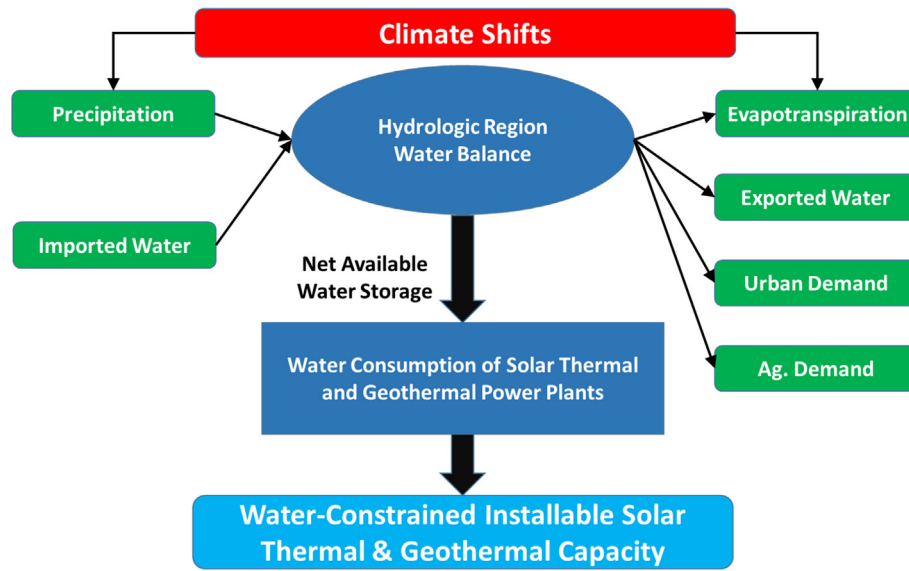 Climate Shifts
Precipitation
Hydrologic Region
Water Balance
Evapotranspiration
Exported Water
Imported Water
Net Available
Water Storage
Urban Demand
Water Consumption of Solar Thermal
and Geothermal Power Plants
Ag. Demand
Water-Constrained Installable Solar
Thermal & Geothermal Capacity